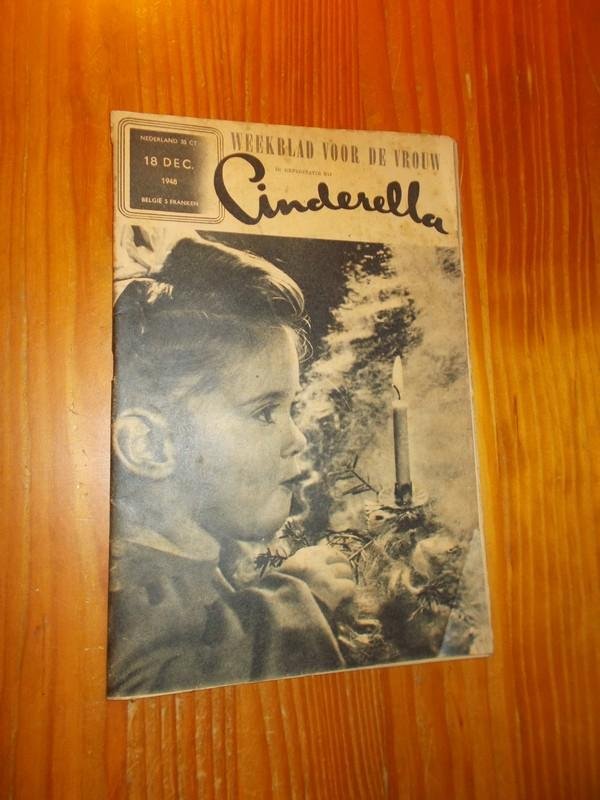 NEDERLAND 35 CT
18 DEC.
1948
BELGIË 5 FRANKEN
WEEKBLAD VOOR DE VROUW
Cinderella